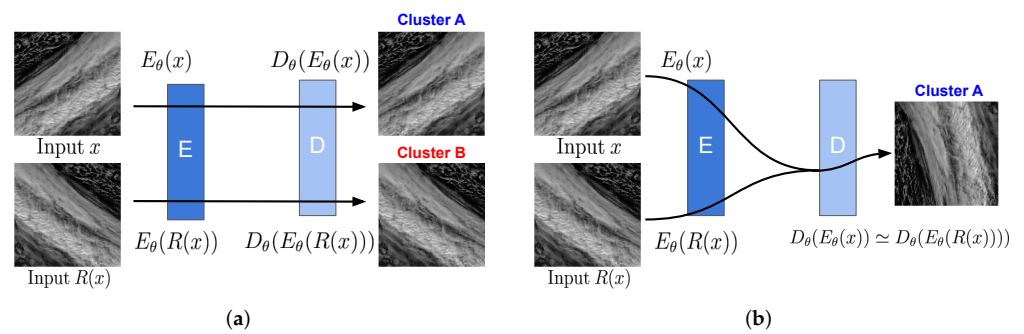 Cluster A
E_θ(x)
D_θ(E_θ(x))
Input x
E
D
Cluster B
E_θ(R(x))
D_θ(E_θ(R(x)))
Input R(x)
(a)
E_θ(x)
Cluster A
Input x
E
D
E_θ(R(x))
D_θ(E_θ(x)) ≃ D_θ(E_θ(R(x))))
Input R(x)
(b)